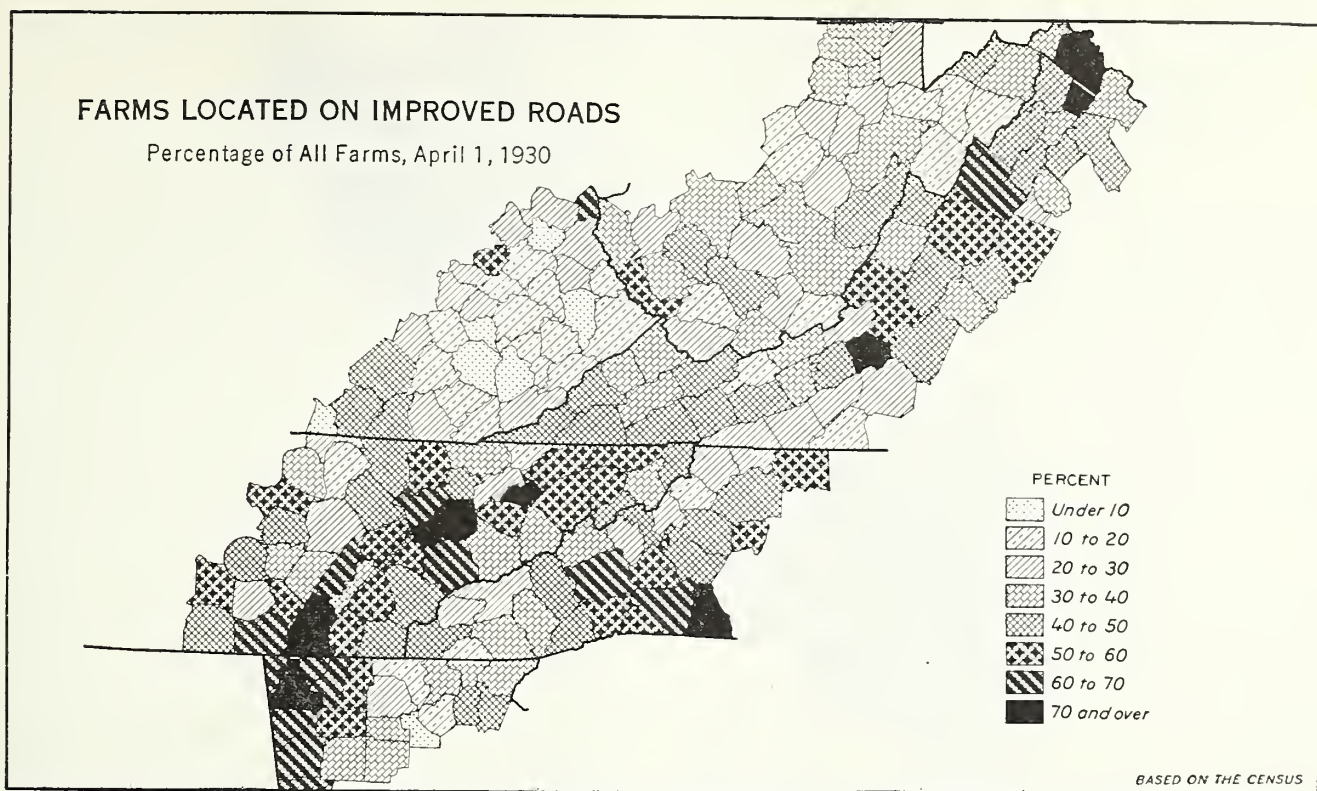 FARMS LOCATED ON IMPROVED ROADS
Percentage of All Farms, April 1, 1930
PERCENT
Under 10
10 to 20
20 to 30
30 to 40
40 to 50
50 to 60
60 to 70
70 and over
BASED ON THE CENSUS